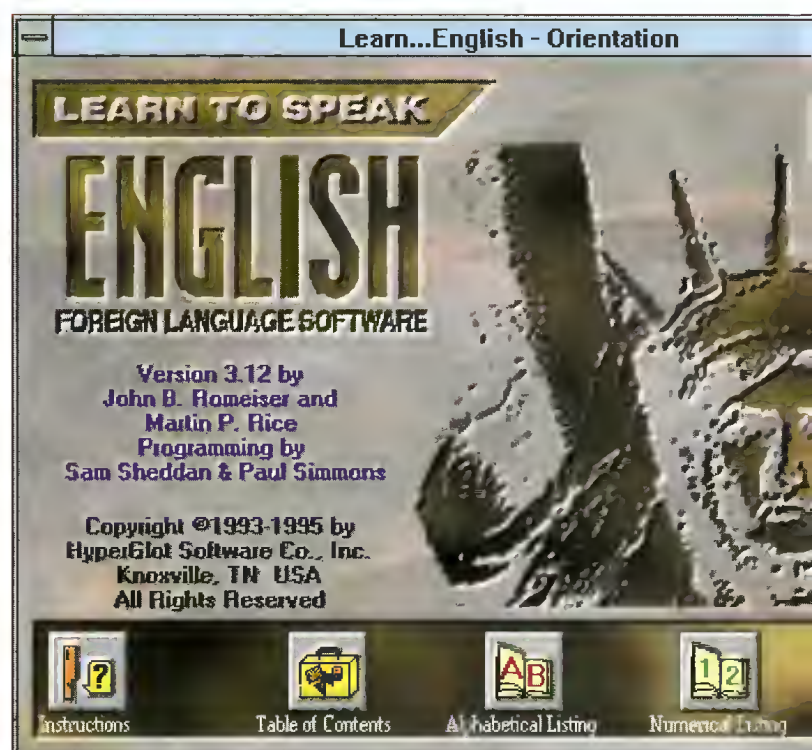 Learn...English - Orientation
LEARN TO SPEAK
ENGLISH
FOREIGN LANGUAGE SOFTWARE
Version 3.12 by
John B. Romeiser and
Martin P. Rice
Programming by
Sam Sheddan & Paul Simmons
Copyright ©1993-1995 by
HyperGlot Software Co., Inc.
Knoxville, TN USA
All Rights Reserved
?
AB
12
Instructions
Table of Contents
Alphabetical Listing
Numerical Listing